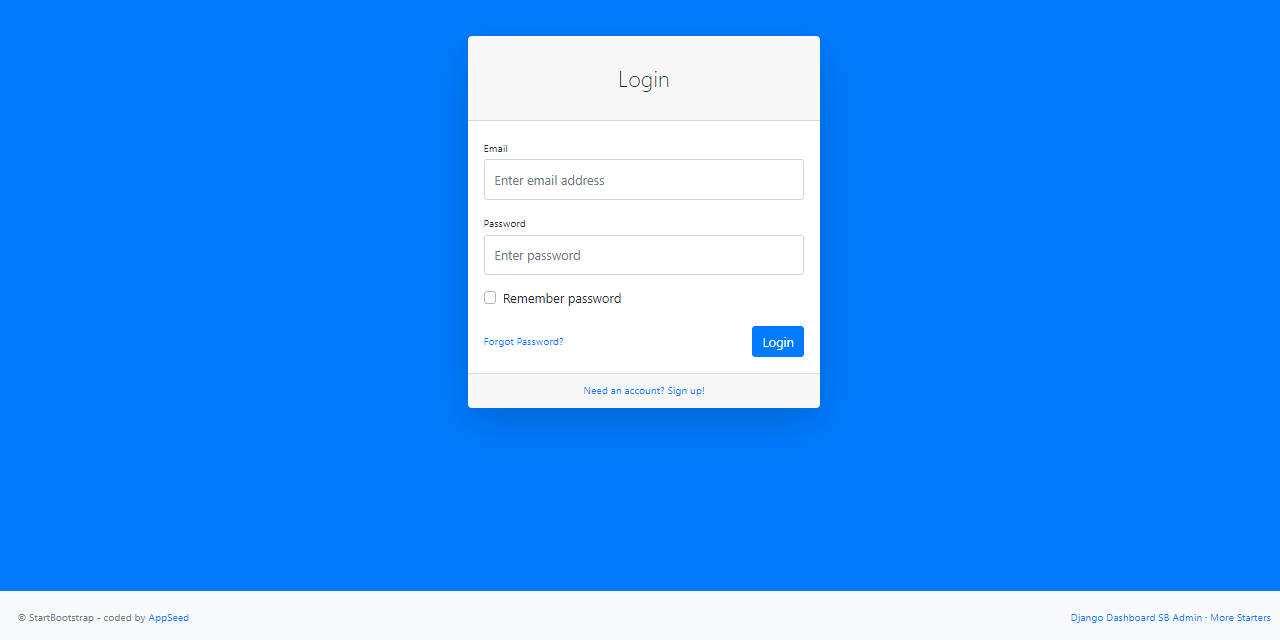 Login
Email
Enter email address
Password
Enter password
Remember password
Forgot Password?
Login
Need an account? Sign up!
© StartBootstrap - coded by AppSeed
Django Dashboard SB Admin · More Starters